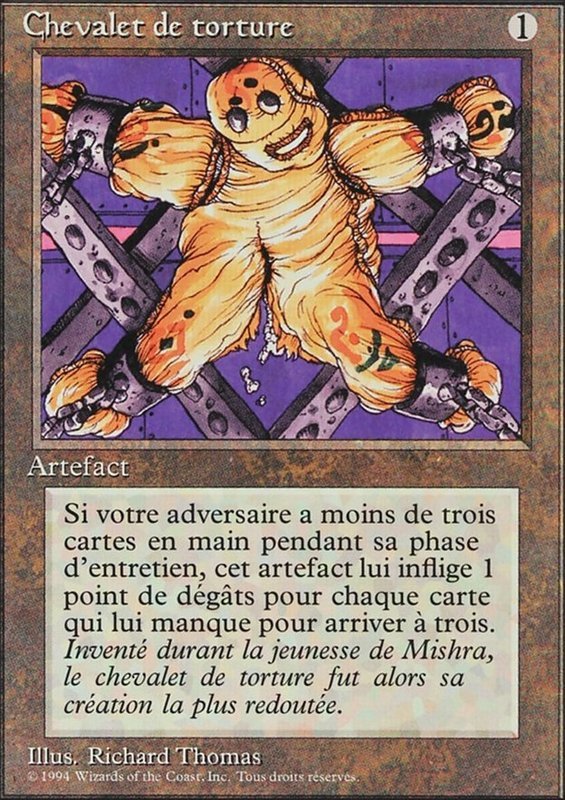 Chevalet de torture
1
Artefact
Si votre adversaire a moins de trois
cartes en main pendant sa phase
d'entretien, cet artefact lui inflige 1
point de dégâts pour chaque carte
qui lui manque pour arriver à trois.
Inventé durant la jeunesse de Mishra,
le chevalet de torture fut alors sa
création la plus redoutée.
Illus. Richard Thomas
© 1994 Wizards of the Coast, Inc. Tous droits réservés.